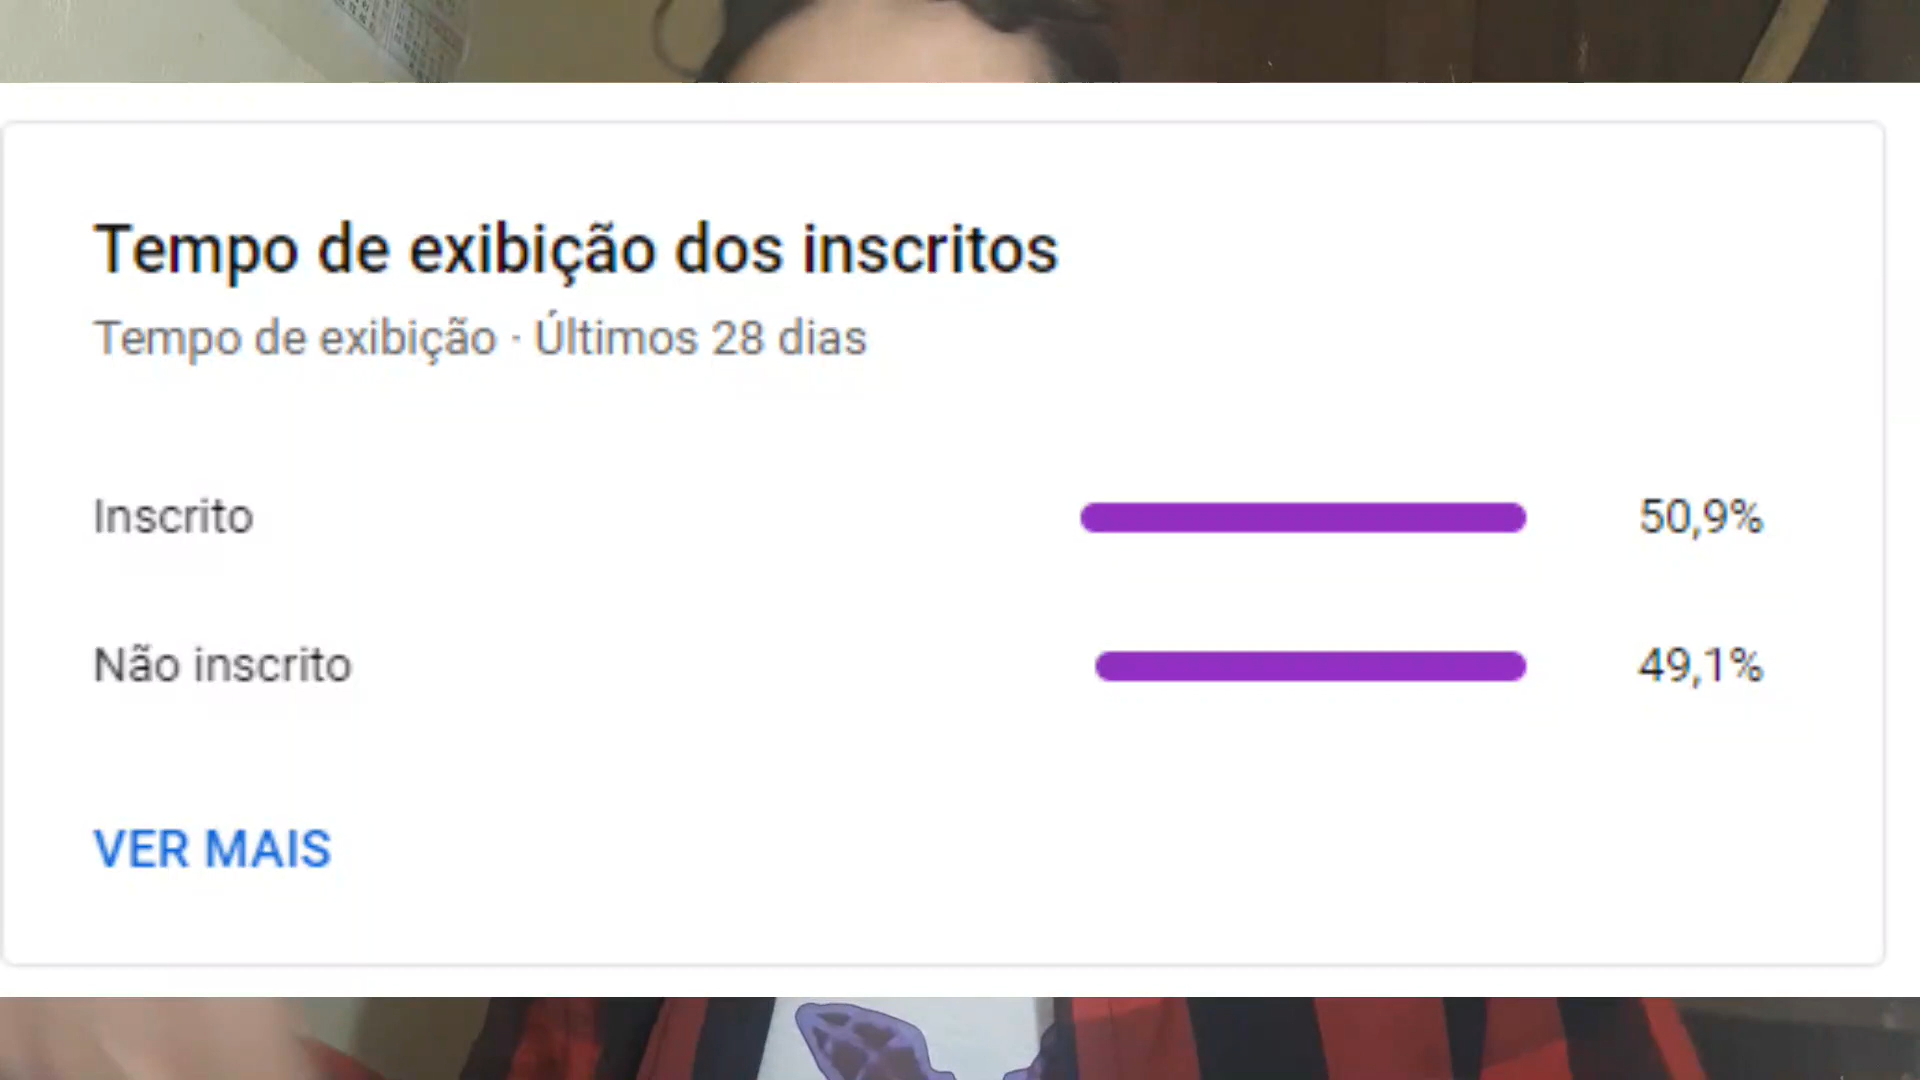 Tempo de exibição dos inscritos
Tempo de exibição · Últimos 28 dias
Inscrito 50,9%
Não inscrito 49,1%
VER MAIS